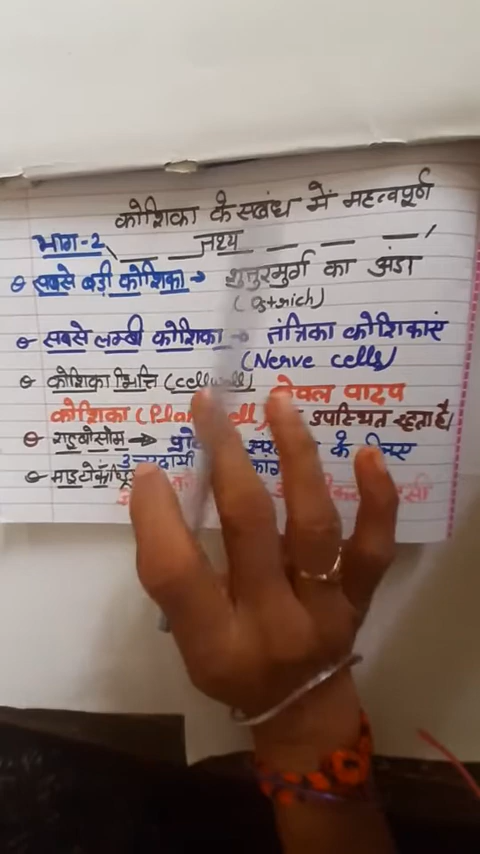 कोशिका के सबंध में महत्वपूर्ण
भाग-2 तथ्य
सबसे बड़ी कोशिका → शुतुरमुर्ग का अंडा
(Ostrich)
सबसे लम्बी कोशिका → तंत्रिका कोशिकाएं
(Nerve cells)
कोशिका भित्ति (cell wall) केवल पादप
कोशिका (Plant cell) उपस्थित रहता है।
राइबोसोम → के लिए